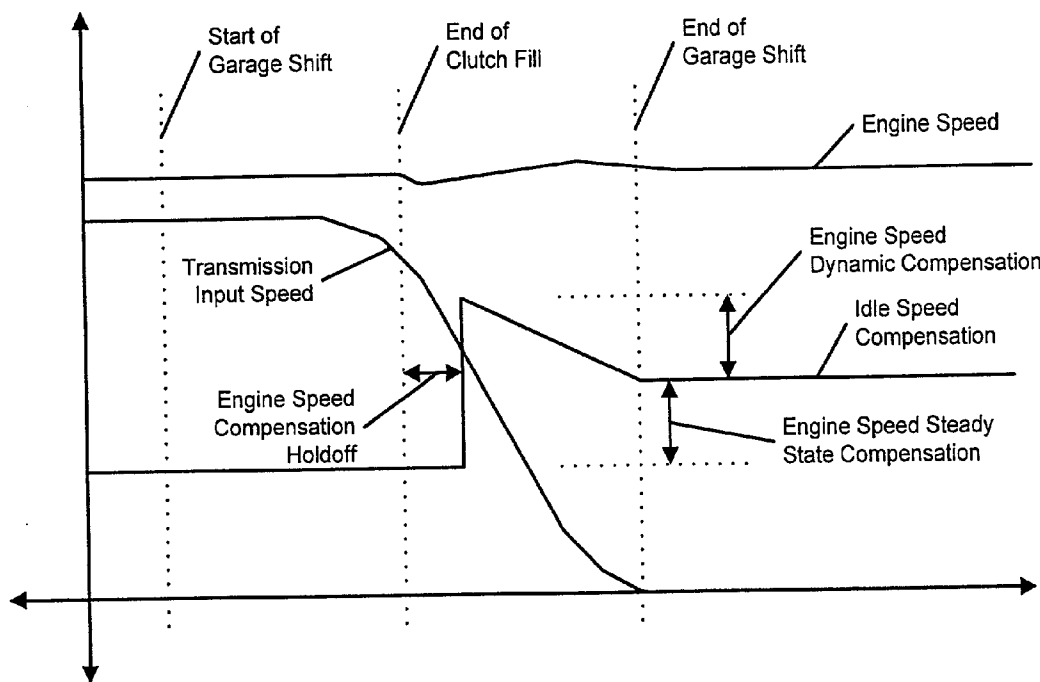 Start of
Garage Shift
End of
Clutch Fill
End of
Garage Shift
Engine Speed
Transmission
Input Speed
Engine Speed
Dynamic Compensation
Idle Speed
Compensation
Engine Speed
Compensation
Holdoff
Engine Speed Steady
State Compensation